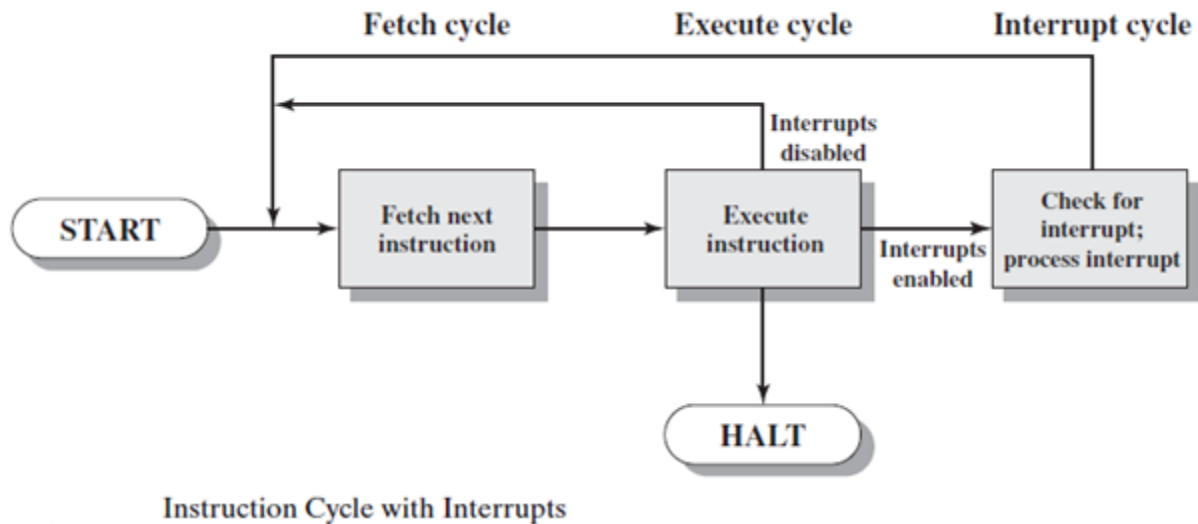 Fetch cycle
Execute cycle
Interrupt cycle
Interrupts
disabled
START
Fetch next
instruction
Execute
instruction
Interrupts
enabled
Check for
interrupt;
process interrupt
HALT
Instruction Cycle with Interrupts